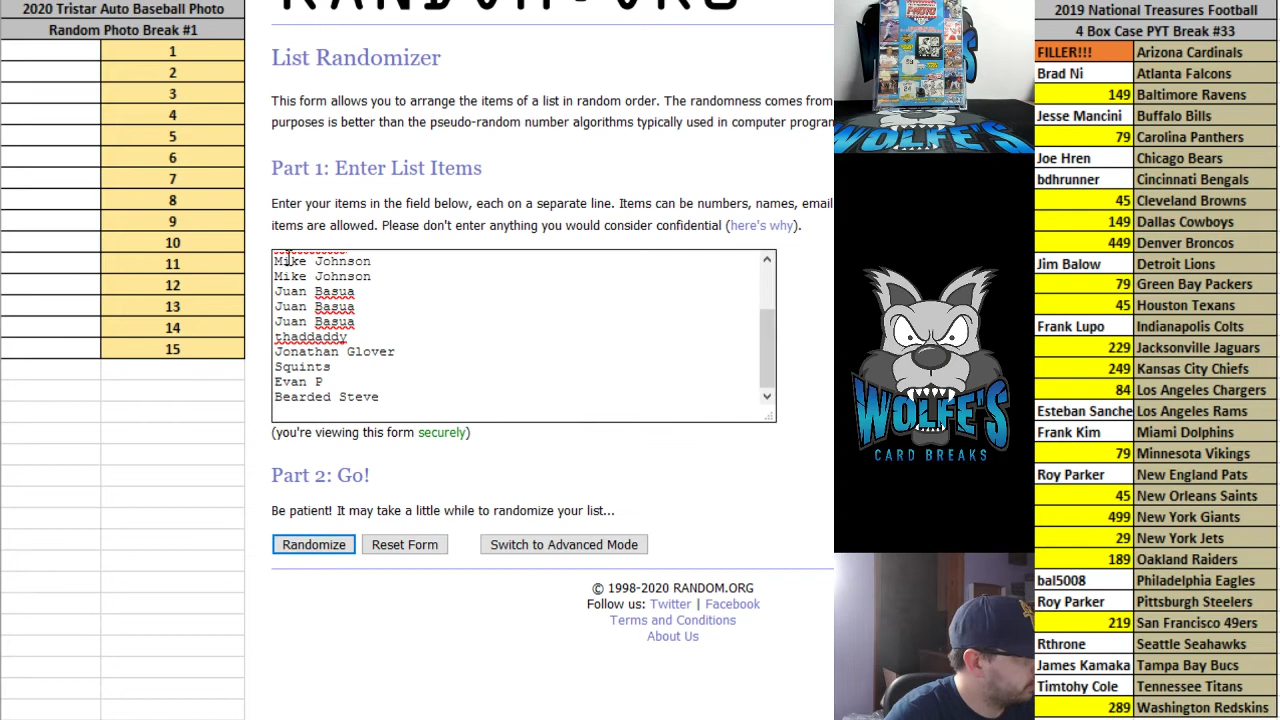 2020 Tristar Auto Baseball Photo
Random Photo Break #1
1
2
3
4
5
6
7
8
9
10
11
12
13
14
15
RANDOM.ORG
List Randomizer
This form allows you to arrange the items of a list in random order. The randomness comes from
purposes is better than the pseudo-random number algorithms typically used in computer program
Part 1: Enter List Items
Enter your items in the field below, each on a separate line. Items can be numbers, names, email
items are allowed. Please don't enter anything you would consider confidential (here's why).
Mike Johnson
Mike Johnson
Juan Basua
Juan Basua
Juan Basua
thaddaddy
Jonathan Glover
Squints
Evan P
Bearded Steve
(you're viewing this form securely)
Part 2: Go!
Be patient! It may take a little while to randomize your list...
Randomize Reset Form Switch to Advanced Mode
© 1998-2020 RANDOM.ORG
Follow us: Twitter | Facebook
Terms and Conditions
About Us
WOLFE'S
WOLFE'S
CARD BREAKS
2019 National Treasures Football
4 Box Case PYT Break #33
FILLER!!! Arizona Cardinals
Brad Ni Atlanta Falcons
149 Baltimore Ravens
Jesse Mancini Buffalo Bills
79 Carolina Panthers
Joe Hren Chicago Bears
bdhrunner Cincinnati Bengals
45 Cleveland Browns
149 Dallas Cowboys
449 Denver Broncos
Jim Balow Detroit Lions
79 Green Bay Packers
45 Houston Texans
Frank Lupo Indianapolis Colts
229 Jacksonville Jaguars
249 Kansas City Chiefs
84 Los Angeles Chargers
Esteban Sanche Los Angeles Rams
Frank Kim Miami Dolphins
79 Minnesota Vikings
Roy Parker New England Pats
45 New Orleans Saints
499 New York Giants
29 New York Jets
189 Oakland Raiders
bal5008 Philadelphia Eagles
Roy Parker Pittsburgh Steelers
219 San Francisco 49ers
Rthrone Seattle Seahawks
James Kamaka Tampa Bay Bucs
Timtohy Cole Tennessee Titans
289 Washington Redskins